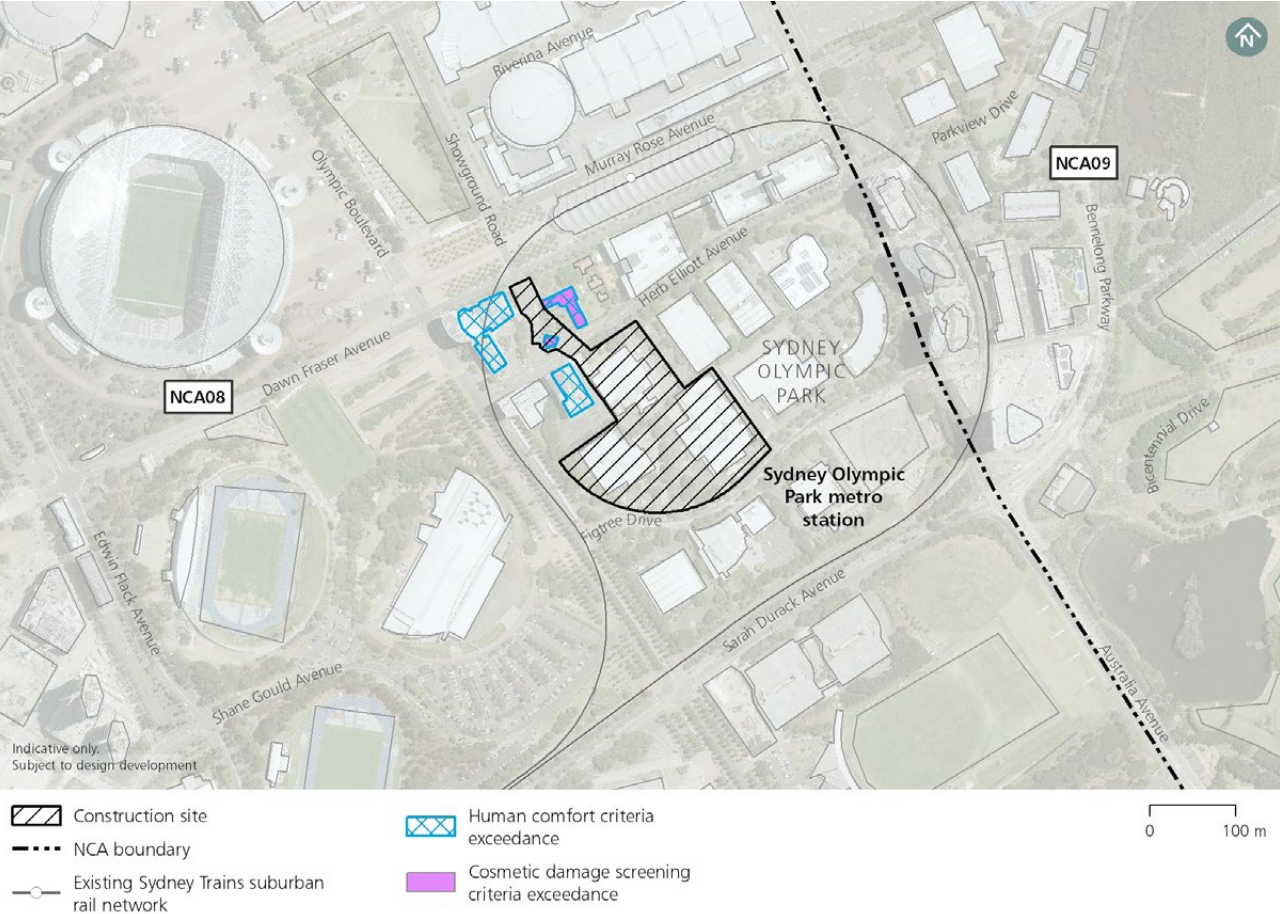 N
Riverina Avenue
Parkview Drive
Murray Rose Avenue
NCA09
Showground Road
Olympic Boulevard
Bennelong Parkway
Herb Elliott Avenue
SYDNEY
OLYMPIC
PARK
Dawn Fraser Avenue
NCA08
Bicentennial Drive
Sydney Olympic
Park metro
station
Figtree Drive
Edwin Flack Avenue
Sarah Durack Avenue
Australia Avenue
Shane Gould Avenue
Indicative only.
Subject to design development
Construction site
NCA boundary
Existing Sydney Trains suburban
rail network
Human comfort criteria
exceedance
Cosmetic damage screening
criteria exceedance
0 100 m